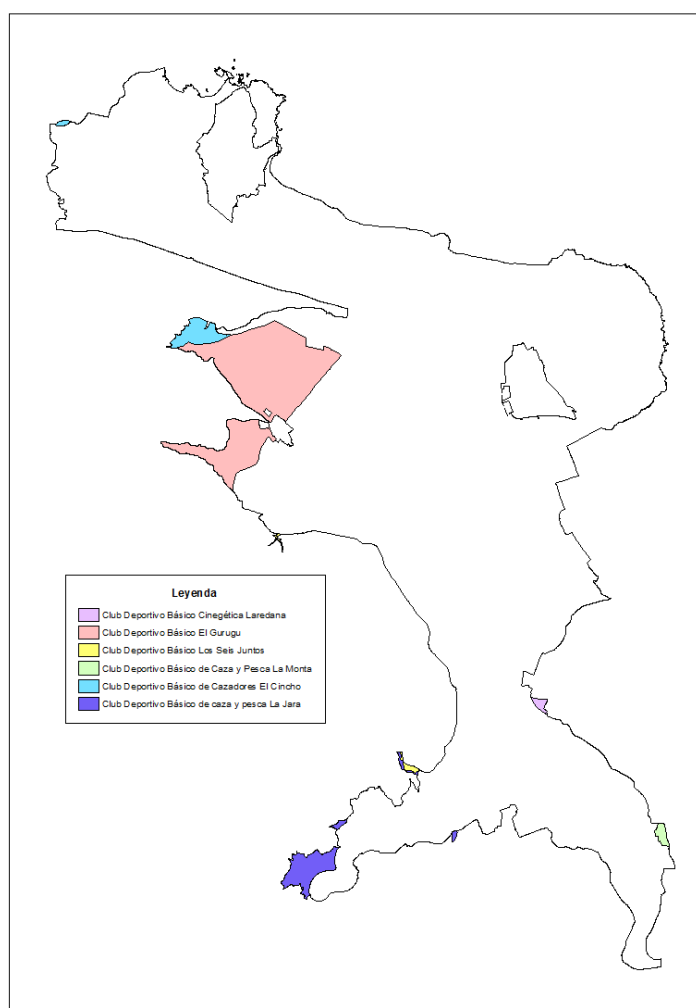 Leyenda
Club Deportivo Básico Cinegética Laredana
Club Deportivo Básico El Gurugu
Club Deportivo Básico Los Seis Juntos
Club Deportivo Básico de Caza y Pesca La Monta
Club Deportivo Básico de Cazadores El Cincho
Club Deportivo Básico de caza y pesca La Jara